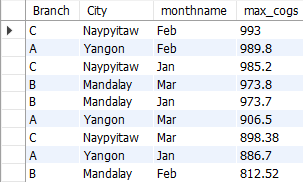 Branch City monthname max_cogs
C Naypyitaw Feb 993
A Yangon Feb 989.8
C Naypyitaw Jan 985.2
B Mandalay Mar 973.8
B Mandalay Jan 973.7
A Yangon Mar 906.5
C Naypyitaw Mar 898.38
A Yangon Jan 886.7
B Mandalay Feb 812.52